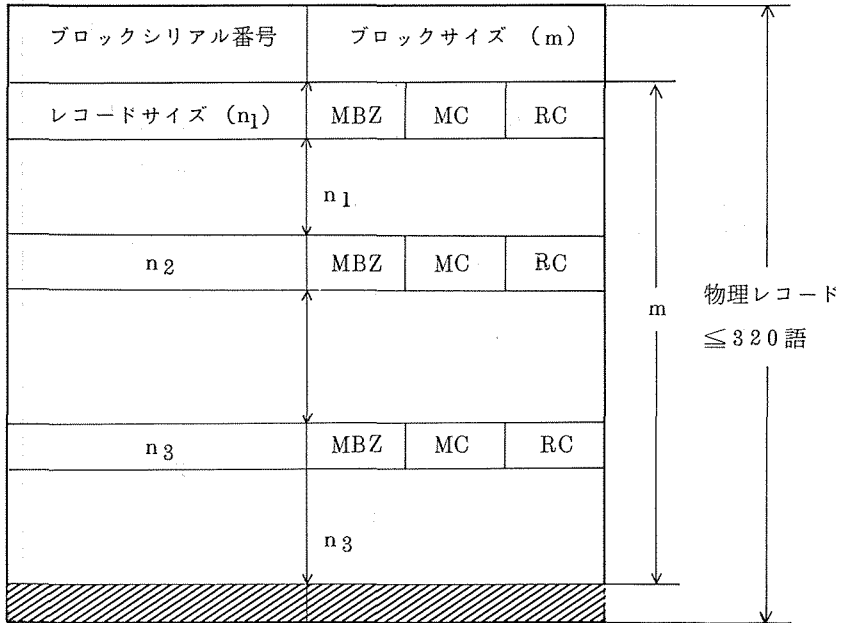 ブロックシリアル番号 ブロックサイズ (m)
レコードサイズ (n1) MBZ MC RC
n1
n2 MBZ MC RC
m
物理レコード
≦320語
n3 MBZ MC RC
n3